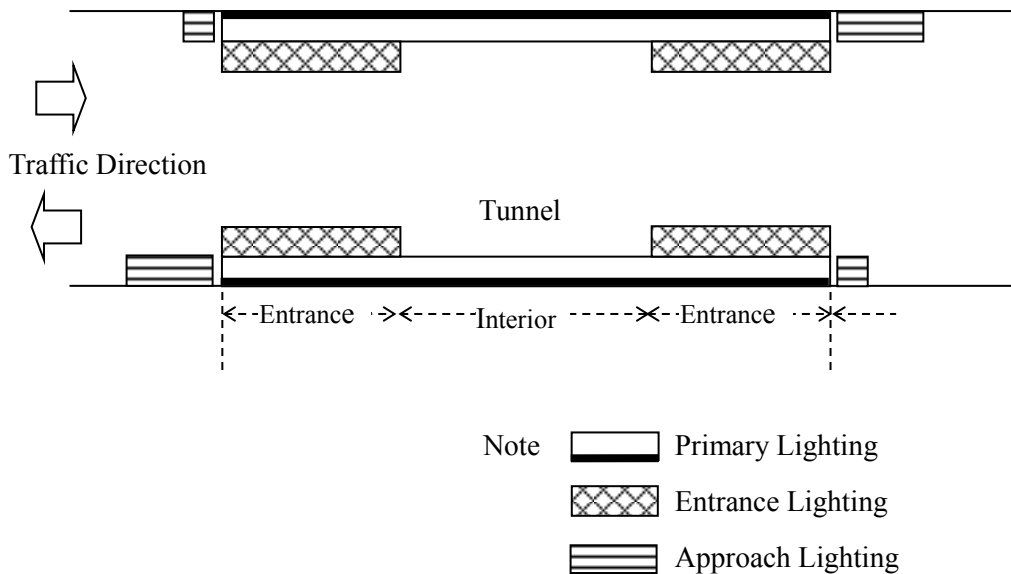 Traffic Direction
Tunnel
Entrance
Interior
Entrance
Note
Primary Lighting
Entrance Lighting
Approach Lighting